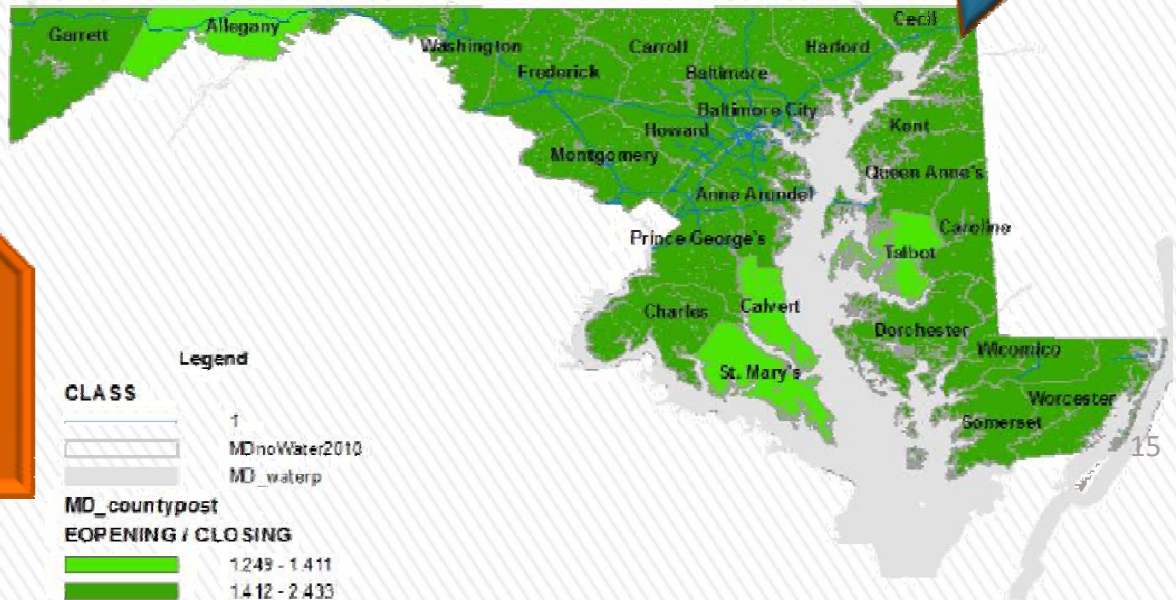 Garrett
Allegany
Washington
Frederick
Carroll
Baltimore
Harford
Cecil
Baltimore City
Howard
Montgomery
Kent
Queen Anne's
Anne Arundel
Prince George's
Caroline
Talbot
Charles
Calvert
St. Mary's
Dorchester
Wicomico
Worcester
Somerset
15
Legend
CLASS
1
MDnoWater2010
MD_waterp
MD_countypost
EOPENING / CLOSING
1.249 - 1.411
1.412 - 2.433